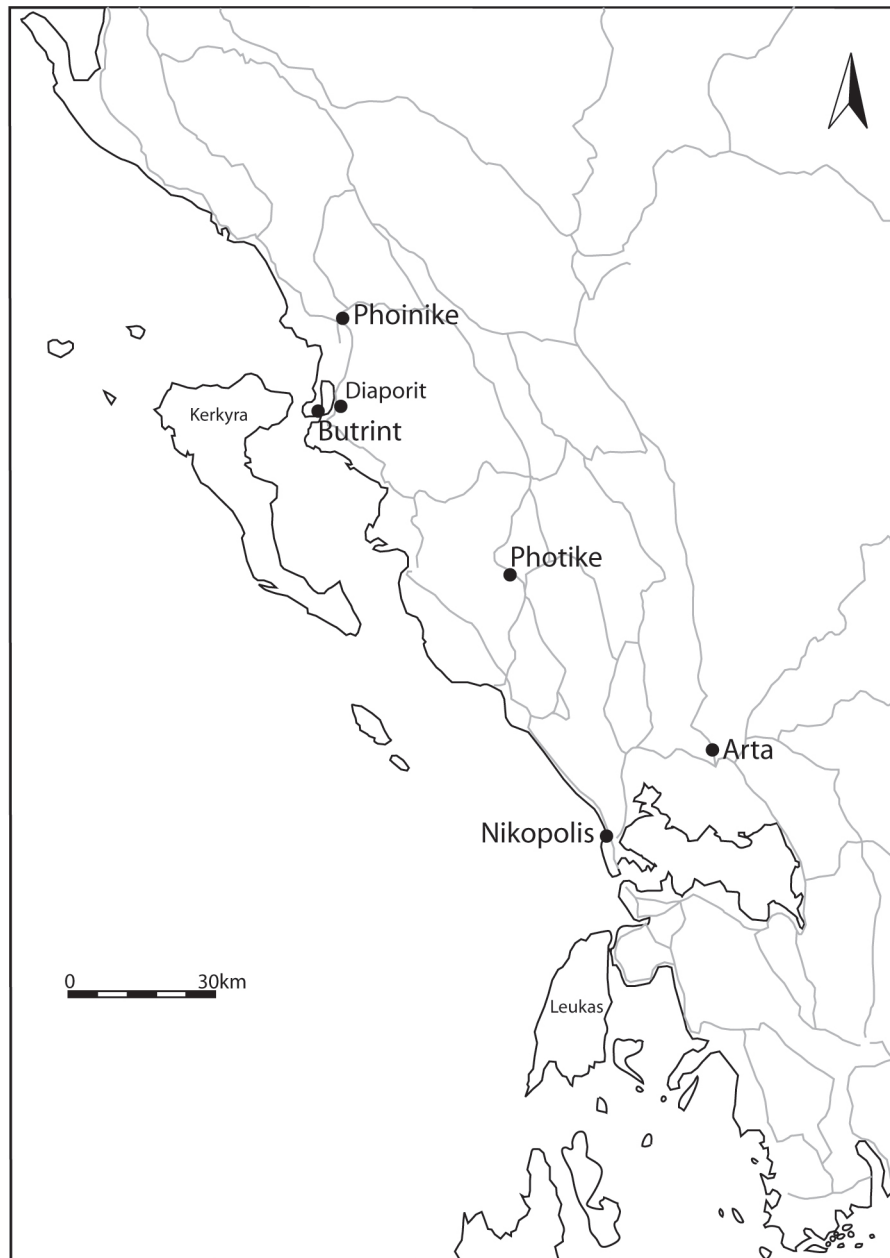 Phoinike
Diaporit
Kerkyra
Butrint
Photike
Arta
Nikopolis
0 30km
Leukas